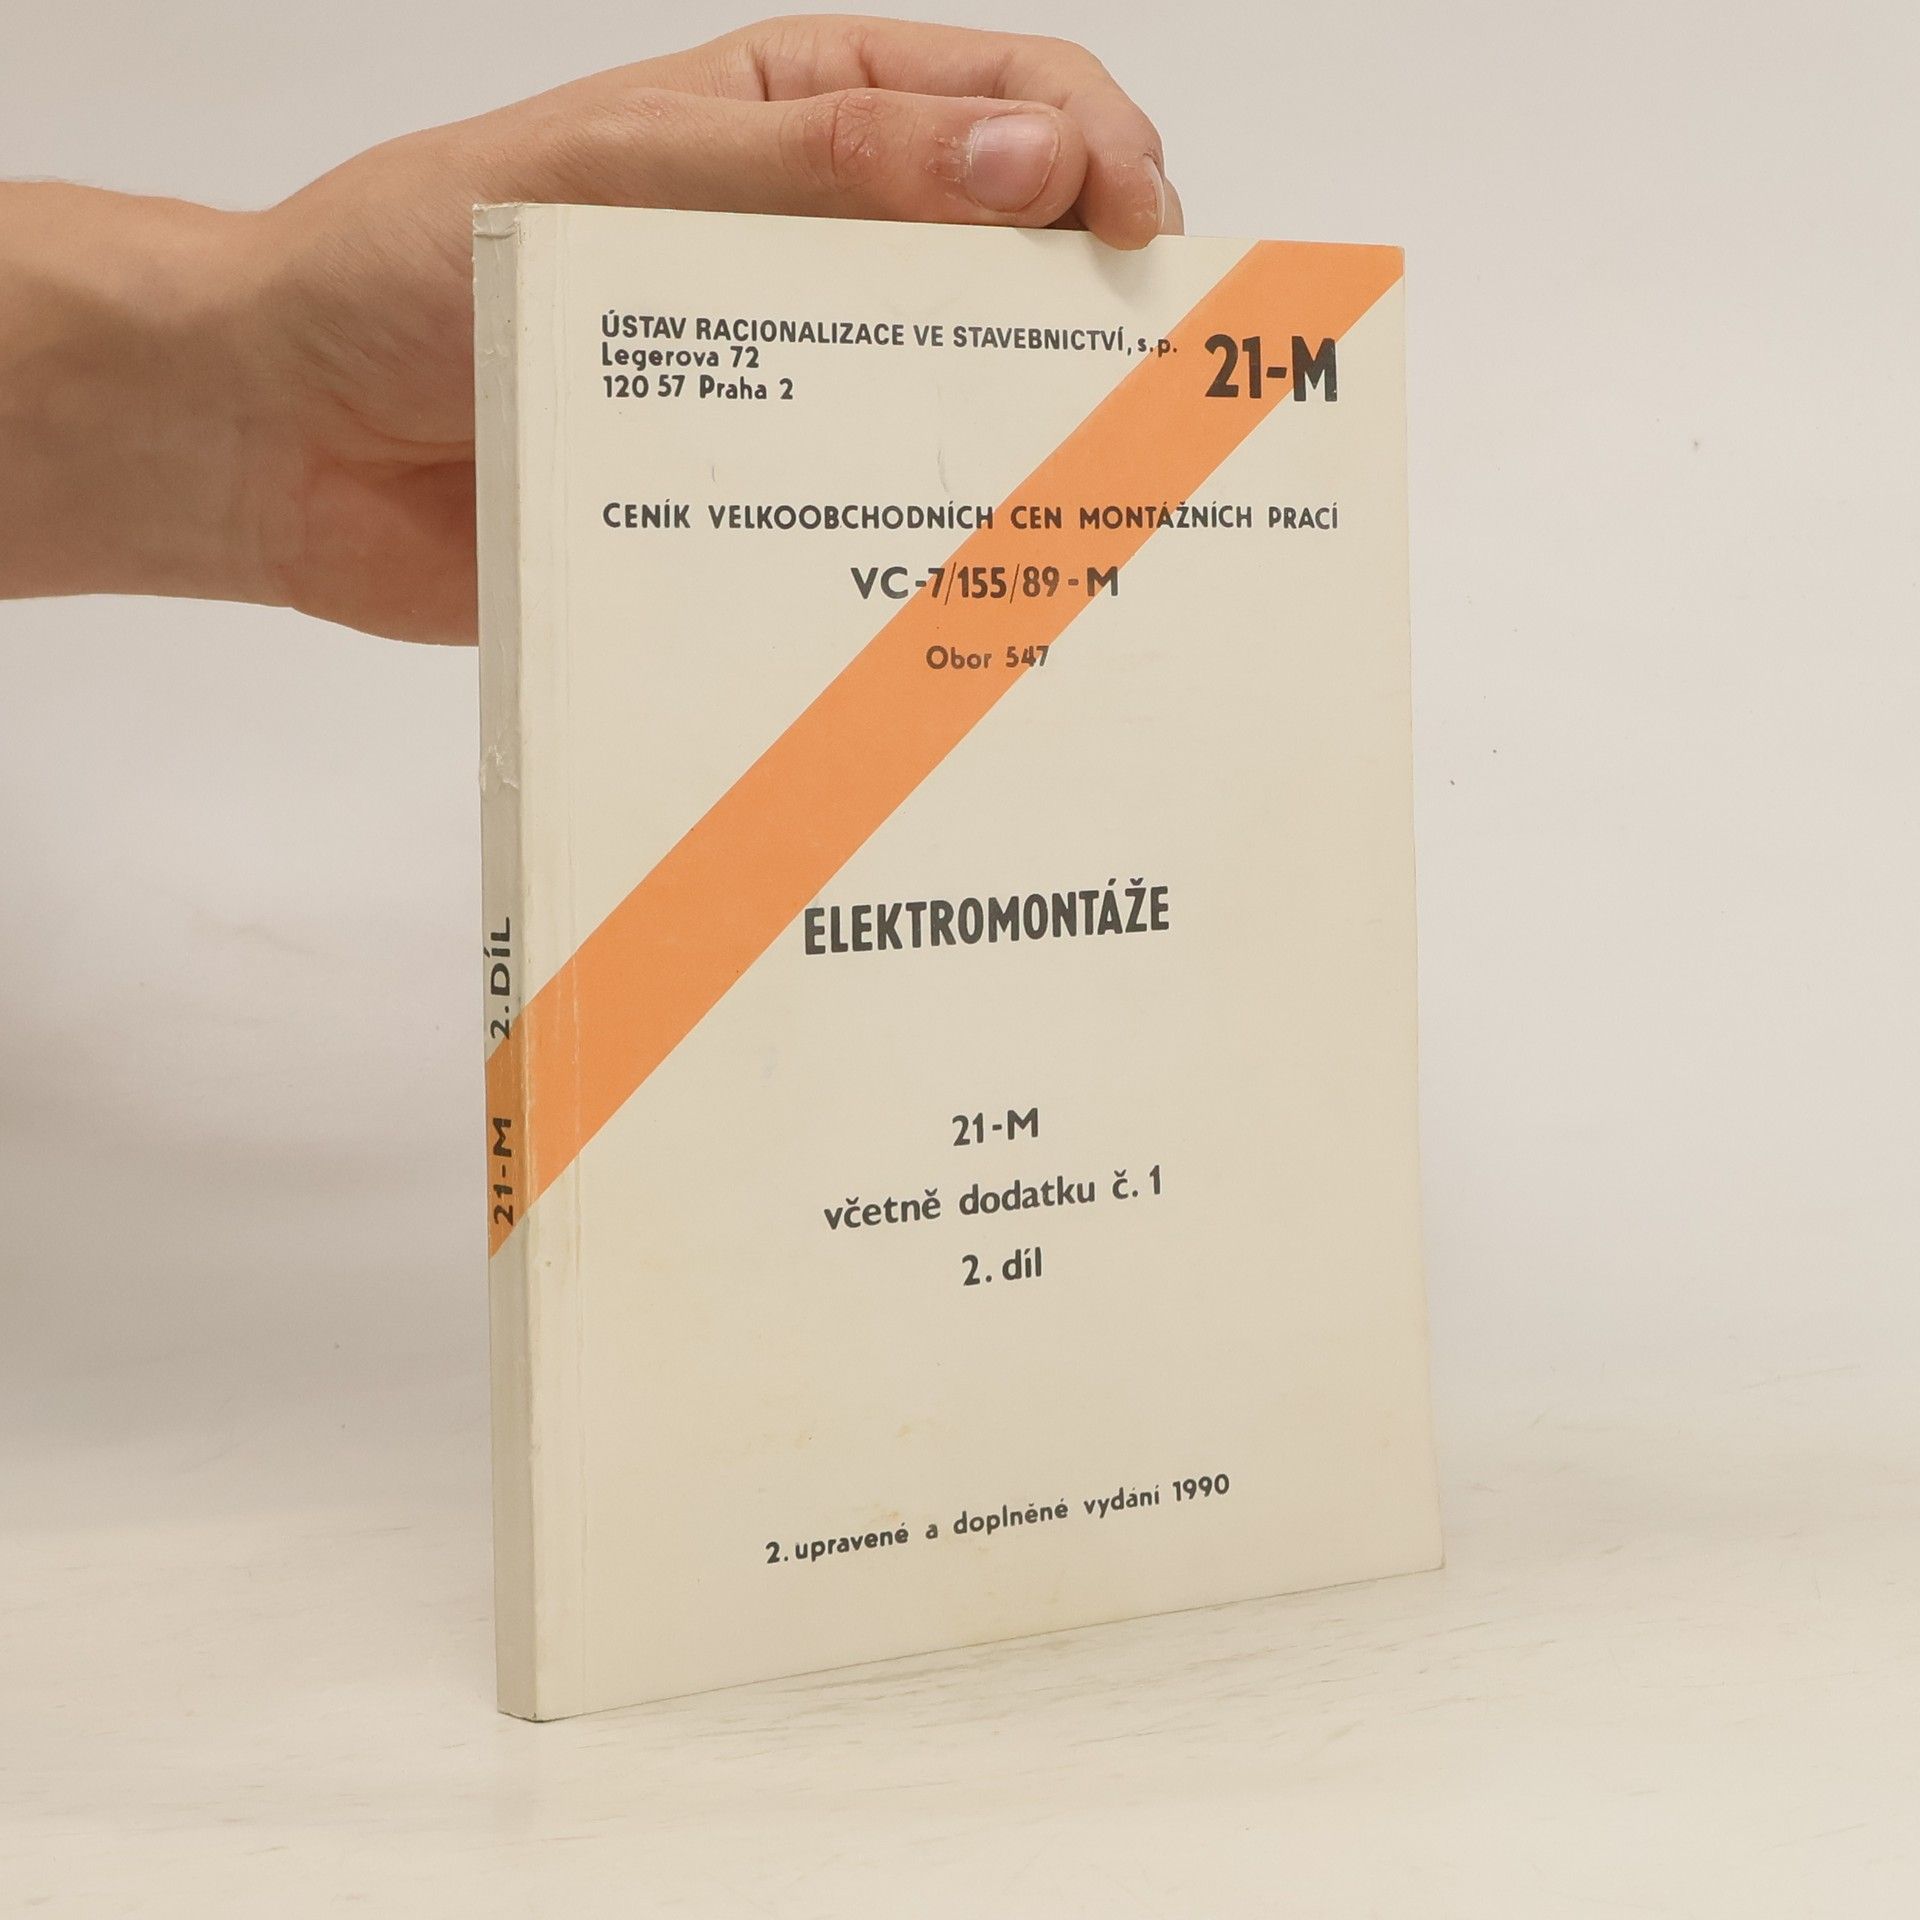 ÚSTAV RACIONALIZACE VE STAVEBNICTVÍ, s.p.
Legerova 72
120 57 Praha 2
21-M
CENÍK VELKOOBCHODNÍCH CEN MONTÁŽNÍCH PRACÍ
VC-7/155/89-M
Obor 547
ELEKTROMONTÁŽE
21-M
včetně dodatku č. 1
2. díl
2. upravené a doplněné vydání 1990
21-M 2. DÍL